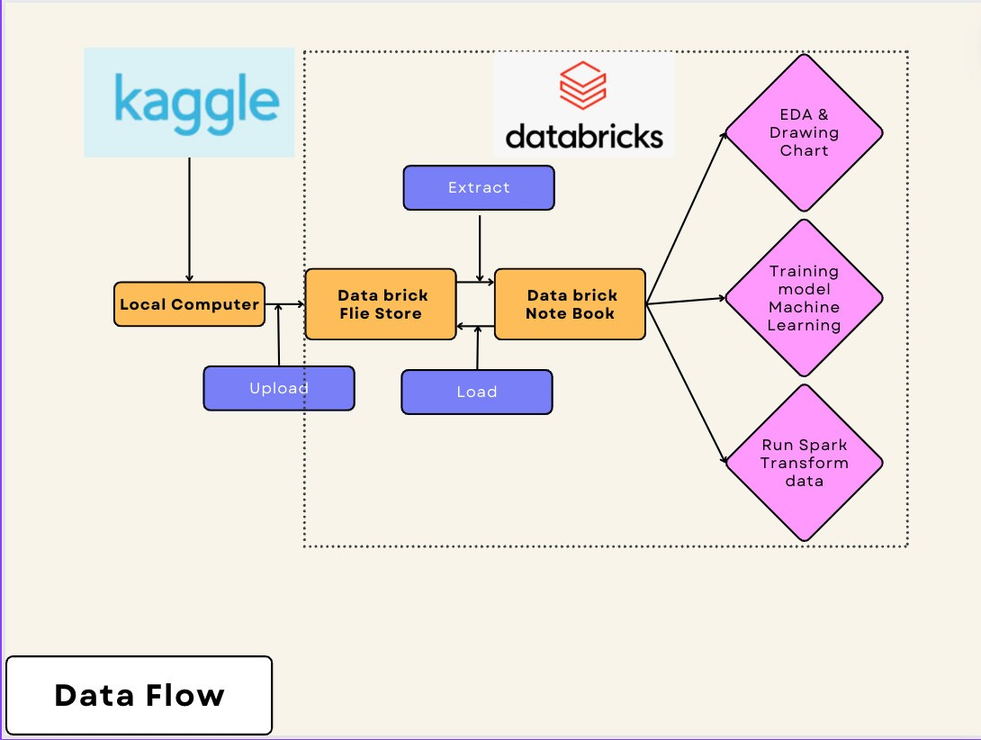 kaggle
databricks
EDA &
Drawing
Chart
Extract
Training
model
Machine
Learning
Local Computer
Data brick
Flie Store
Data brick
Note Book
Upload
Load
Run Spark
Transform
data
Data Flow